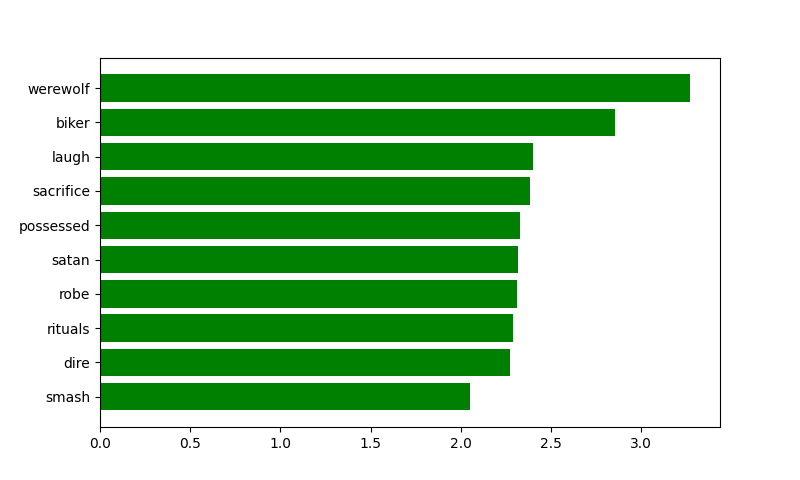 werewolf
biker
laugh
sacrifice
possessed
satan
robe
rituals
dire
smash
0.0 0.5 1.0 1.5 2.0 2.5 3.0